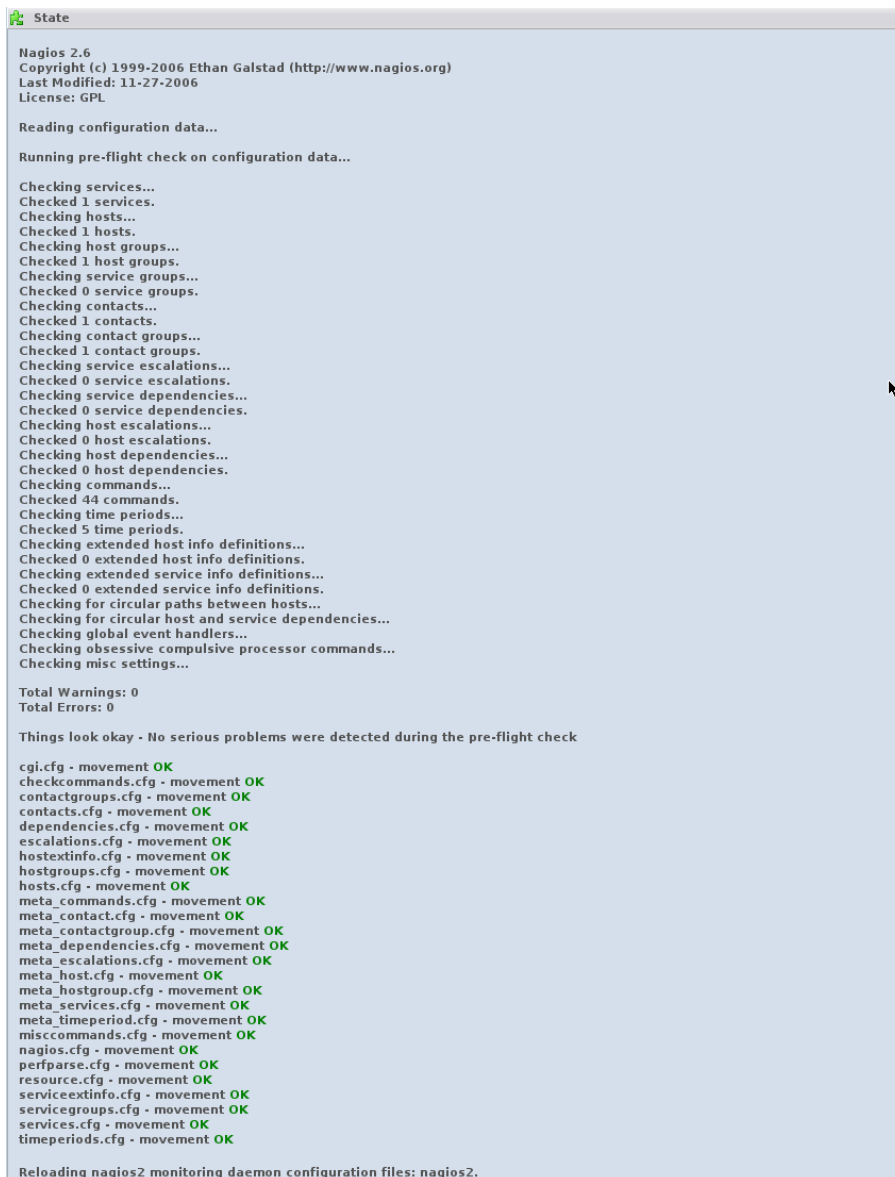 State
Nagios 2.6
Copyright (c) 1999-2006 Ethan Galstad (http://www.nagios.org)
Last Modified: 11-27-2006
License: GPL
Reading configuration data...
Running pre-flight check on configuration data...
Checking services...
Checked 1 services.
Checking hosts...
Checked 1 hosts.
Checking host groups...
Checked 1 host groups.
Checking service groups...
Checked 0 service groups.
Checking contacts...
Checked 1 contacts.
Checking contact groups...
Checked 1 contact groups.
Checking service escalations...
Checked 0 service escalations.
Checking service dependencies...
Checked 0 service dependencies.
Checking host escalations...
Checked 0 host escalations.
Checking host dependencies...
Checked 0 host dependencies.
Checking commands...
Checked 44 commands.
Checking time periods...
Checked 5 time periods.
Checking extended host info definitions...
Checked 0 extended host info definitions.
Checking extended service info definitions...
Checked 0 extended service info definitions.
Checking for circular paths between hosts...
Checking for circular host and service dependencies...
Checking global event handlers...
Checking obsessive compulsive processor commands...
Checking misc settings...
Total Warnings: 0
Total Errors: 0
Things look okay - No serious problems were detected during the pre-flight check
cgi.cfg - movement OK
checkcommands.cfg - movement OK
contactgroups.cfg - movement OK
contacts.cfg - movement OK
dependencies.cfg - movement OK
escalations.cfg - movement OK
hostextinfo.cfg - movement OK
hostgroups.cfg - movement OK
hosts.cfg - movement OK
meta_commands.cfg - movement OK
meta_contact.cfg - movement OK
meta_contactgroup.cfg - movement OK
meta_dependencies.cfg - movement OK
meta_escalations.cfg - movement OK
meta_host.cfg - movement OK
meta_hostgroup.cfg - movement OK
meta_services.cfg - movement OK
meta_timeperiod.cfg - movement OK
misccommands.cfg - movement OK
nagios.cfg - movement OK
perfparse.cfg - movement OK
resource.cfg - movement OK
serviceextinfo.cfg - movement OK
servicegroups.cfg - movement OK
services.cfg - movement OK
timeperiods.cfg - movement OK
Reloading nagios2 monitoring daemon configuration files: nagios2.